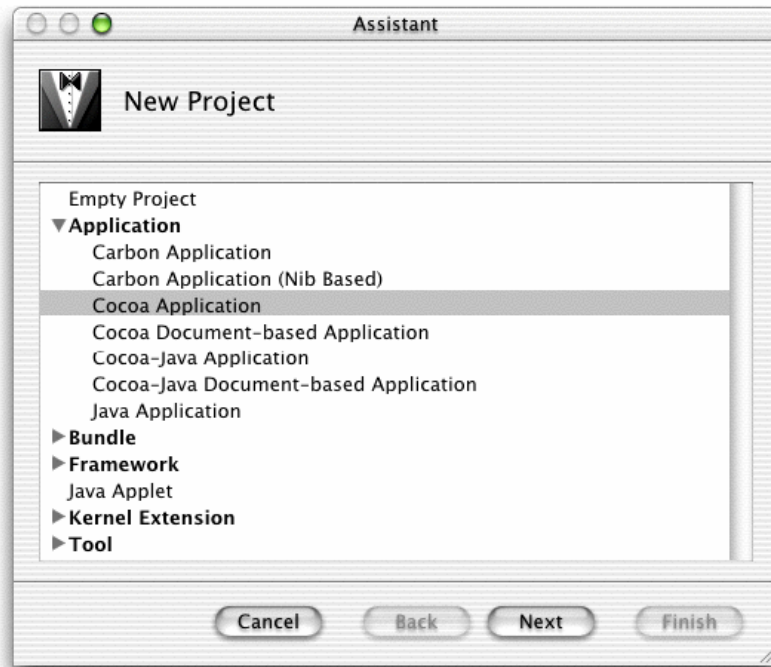 Assistant
New Project
Empty Project
Application
Carbon Application
Carbon Application (Nib Based)
Cocoa Application
Cocoa Document-based Application
Cocoa-Java Application
Cocoa-Java Document-based Application
Java Application
Bundle
Framework
Java Applet
Kernel Extension
Tool
Cancel Back Next Finish